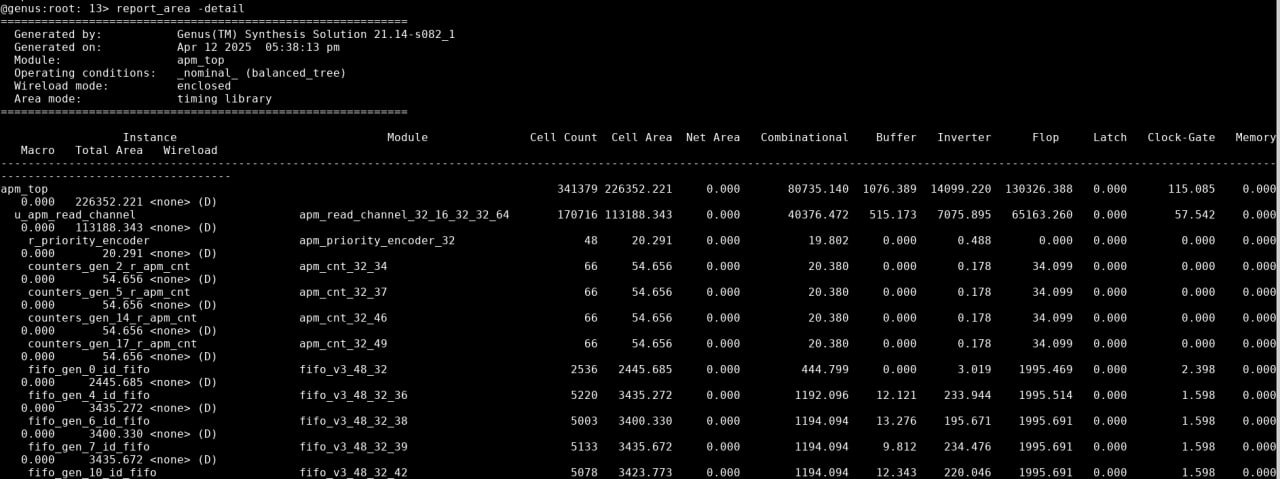 @genus:root: 13> report_area -detail
============================================================
  Generated by:           Genus(TM) Synthesis Solution 21.14-s082_1
  Generated on:           Apr 12 2025  05:38:13 pm
  Module:                 apm_top
  Operating conditions:   _nominal_ (balanced_tree)
  Wireload mode:          enclosed
  Area mode:              timing library
============================================================
Instance Module Cell Count Cell Area Net Area Combinational Buffer Inverter Flop Latch Clock-Gate Memory
Macro Total Area Wireload
--------------------------------------------------------------------------------
----------------------------------
apm_top 341379 226352.221 0.000 80735.140 1076.389 14099.220 130326.388 0.000 115.085 0.000
0.000 226352.221 <none> (D)
u_apm_read_channel apm_read_channel_32_16_32_32_64 170716 113188.343 0.000 40376.472 515.173 7075.895 65163.260 0.000 57.542 0.000
0.000 113188.343 <none> (D)
r_priority_encoder apm_priority_encoder_32 48 20.291 0.000 19.802 0.000 0.488 0.000 0.000 0.000 0.000
0.000 20.291 <none> (D)
counters_gen_2_r_apm_cnt apm_cnt_32_34 66 54.656 0.000 20.380 0.000 0.178 34.099 0.000 0.000 0.000
0.000 54.656 <none> (D)
counters_gen_5_r_apm_cnt apm_cnt_32_37 66 54.656 0.000 20.380 0.000 0.178 34.099 0.000 0.000 0.000
0.000 54.656 <none> (D)
counters_gen_14_r_apm_cnt apm_cnt_32_46 66 54.656 0.000 20.380 0.000 0.178 34.099 0.000 0.000 0.000
0.000 54.656 <none> (D)
counters_gen_17_r_apm_cnt apm_cnt_32_49 66 54.656 0.000 20.380 0.000 0.178 34.099 0.000 0.000 0.000
0.000 54.656 <none> (D)
fifo_gen_0_id_fifo fifo_v3_48_32 2536 2445.685 0.000 444.799 0.000 3.019 1995.469 0.000 2.398 0.000
0.000 2445.685 <none> (D)
fifo_gen_4_id_fifo fifo_v3_48_32_36 5220 3435.272 0.000 1192.096 12.121 233.944 1995.514 0.000 1.598 0.000
0.000 3435.272 <none> (D)
fifo_gen_6_id_fifo fifo_v3_48_32_38 5003 3400.330 0.000 1194.094 13.276 195.671 1995.691 0.000 1.598 0.000
0.000 3400.330 <none> (D)
fifo_gen_7_id_fifo fifo_v3_48_32_39 5133 3435.672 0.000 1194.094 9.812 234.476 1995.691 0.000 1.598 0.000
0.000 3435.672 <none> (D)
fifo_gen_10_id_fifo fifo_v3_48_32_42 5078 3423.773 0.000 1194.094 12.343 220.046 1995.691 0.000 1.598 0.000